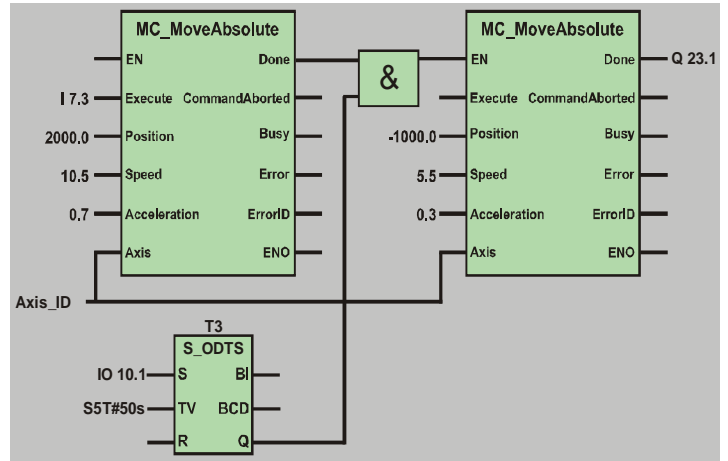 MC_MoveAbsolute MC_MoveAbsolute
EN Done & EN Done Q 23.1
I 7.3 Execute CommandAborted Execute CommandAborted
2000.0 Position Busy -1000.0 Position Busy
10.5 Speed Error 5.5 Speed Error
0.7 Acceleration ErrorID 0.3 Acceleration ErrorID
Axis ENO Axis ENO
Axis_ID
T3
S_ODTS
IO 10.1 S BI
S5T#50s TV BCD
R Q